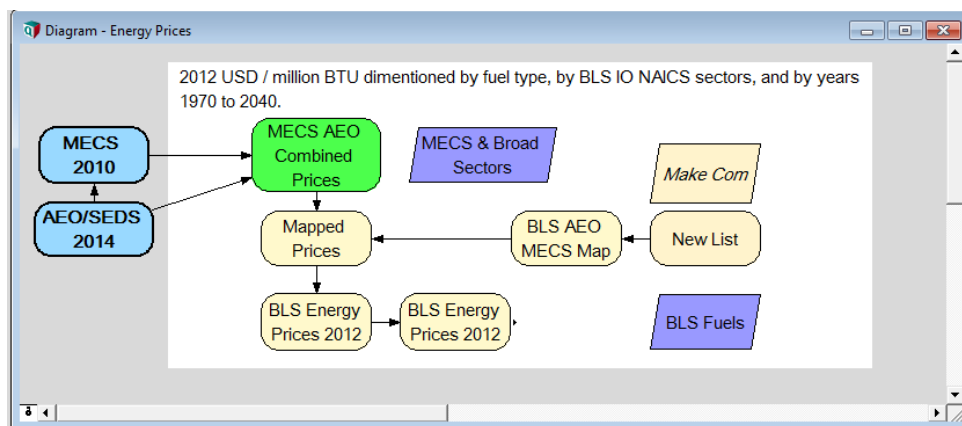 Diagram - Energy Prices
2012 USD / million BTU dimentioned by fuel type, by BLS IO NAICS sectors, and by years
1970 to 2040.
MECS
2010
AEO/SEDS
2014
MECS AEO
Combined
Prices
MECS & Broad
Sectors
Make Com
Mapped
Prices
BLS AEO
MECS Map
New List
BLS Energy
Prices 2012
BLS Energy
Prices 2012
BLS Fuels